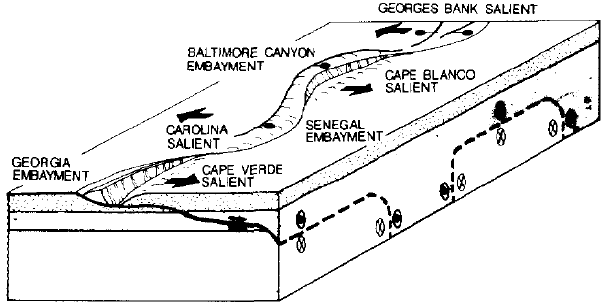 GEORGES BANK SALIENT
BALTIMORE CANYON
EMBAYMENT
CAPE BLANCO
SALIENT
CAROLINA
SALIENT
SENEGAL
EMBAYMENT
GEORGIA
EMBAYMENT
CAPE VERDE
SALIENT